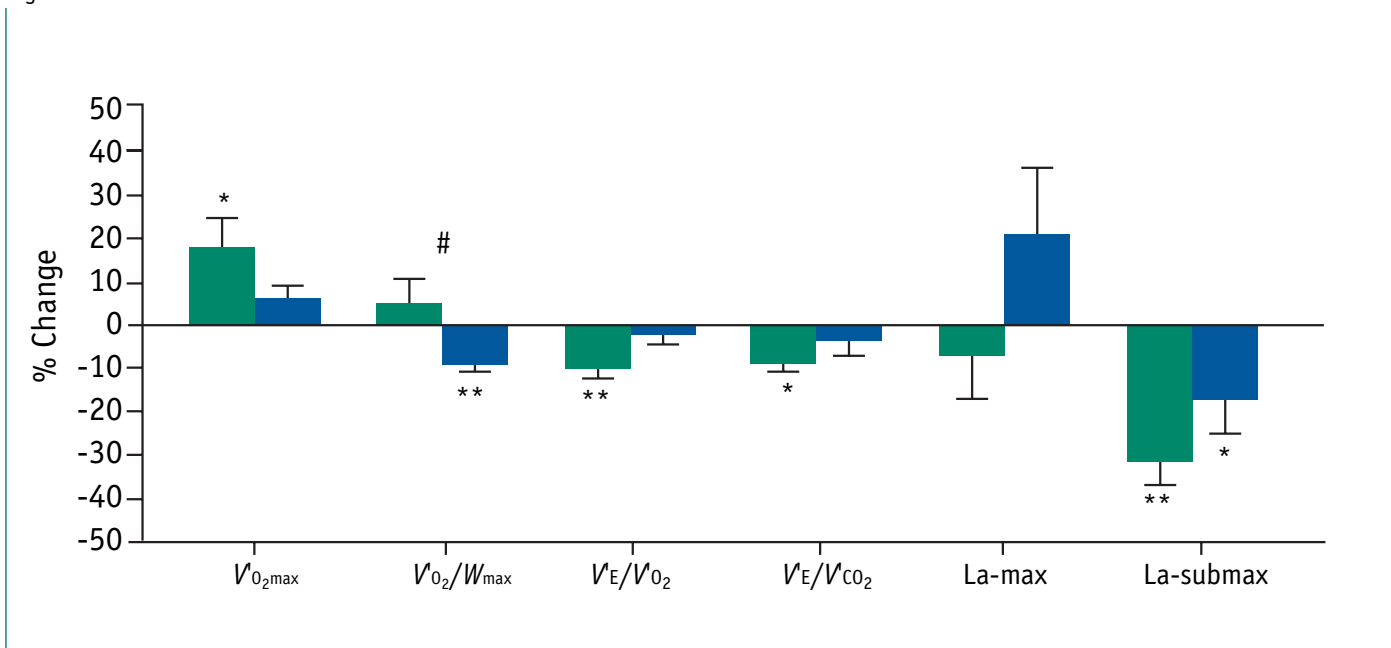 50
40
30
20
10
0
-10
-20
-30
-40
-50
% Change
*
#
**
**
*
**
*
V'O₂max
V'O₂/Wmax
V'E/V'O₂
V'E/V'CO₂
La-max
La-submax